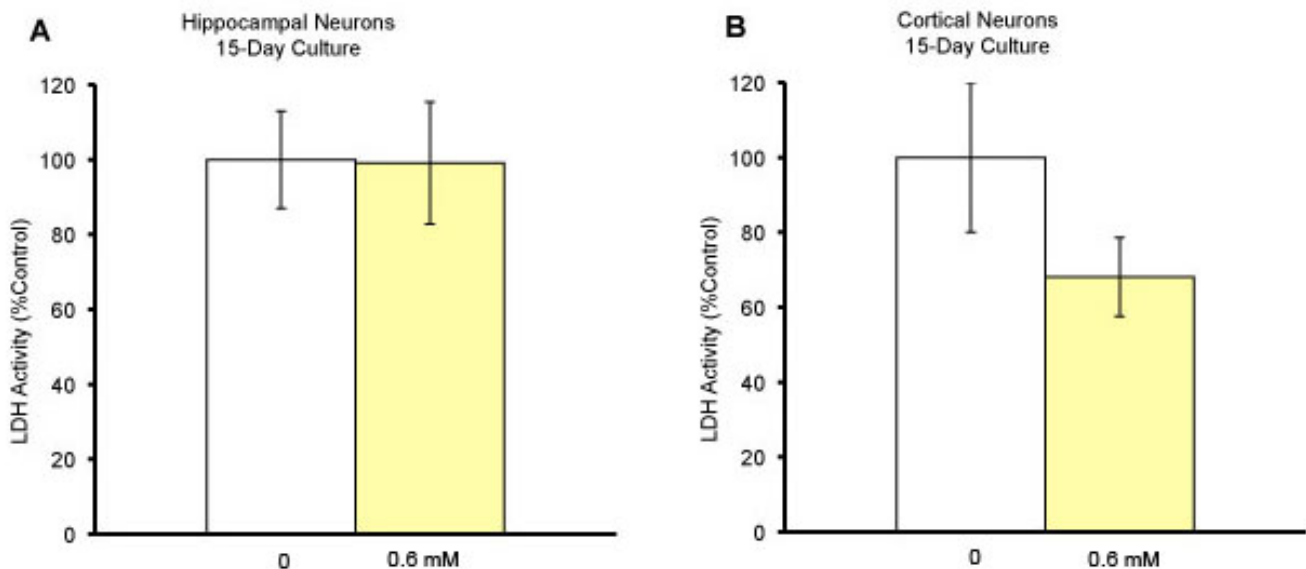 A
Hippocampal Neurons
15-Day Culture
120
100
80
60
40
20
0
LDH Activity (%Control)
0
0.6 mM
B
Cortical Neurons
15-Day Culture
120
100
80
60
40
20
0
LDH Activity (%Control)
0
0.6 mM